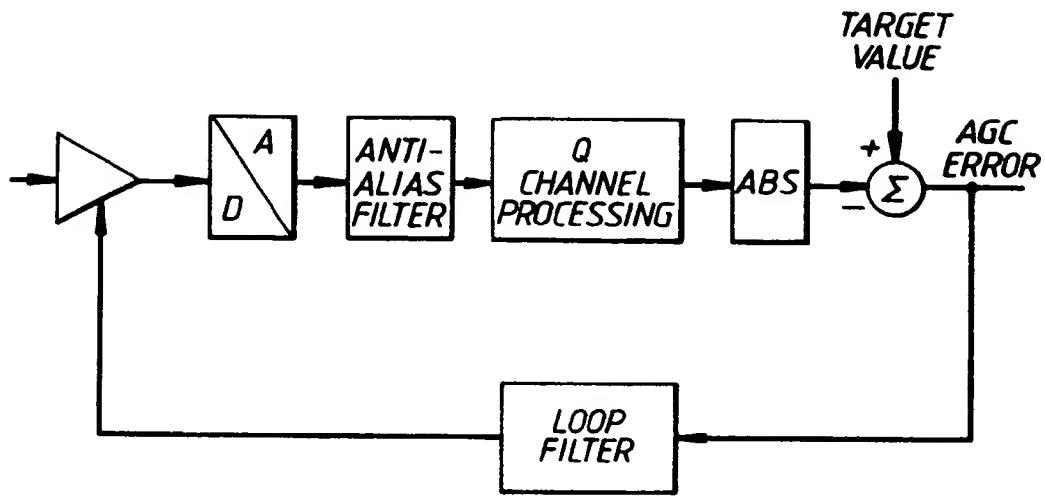 TARGET
VALUE
A
D
ANTI-
ALIAS
FILTER
Q
CHANNEL
PROCESSING
ABS
+
−
Σ
AGC
ERROR
LOOP
FILTER